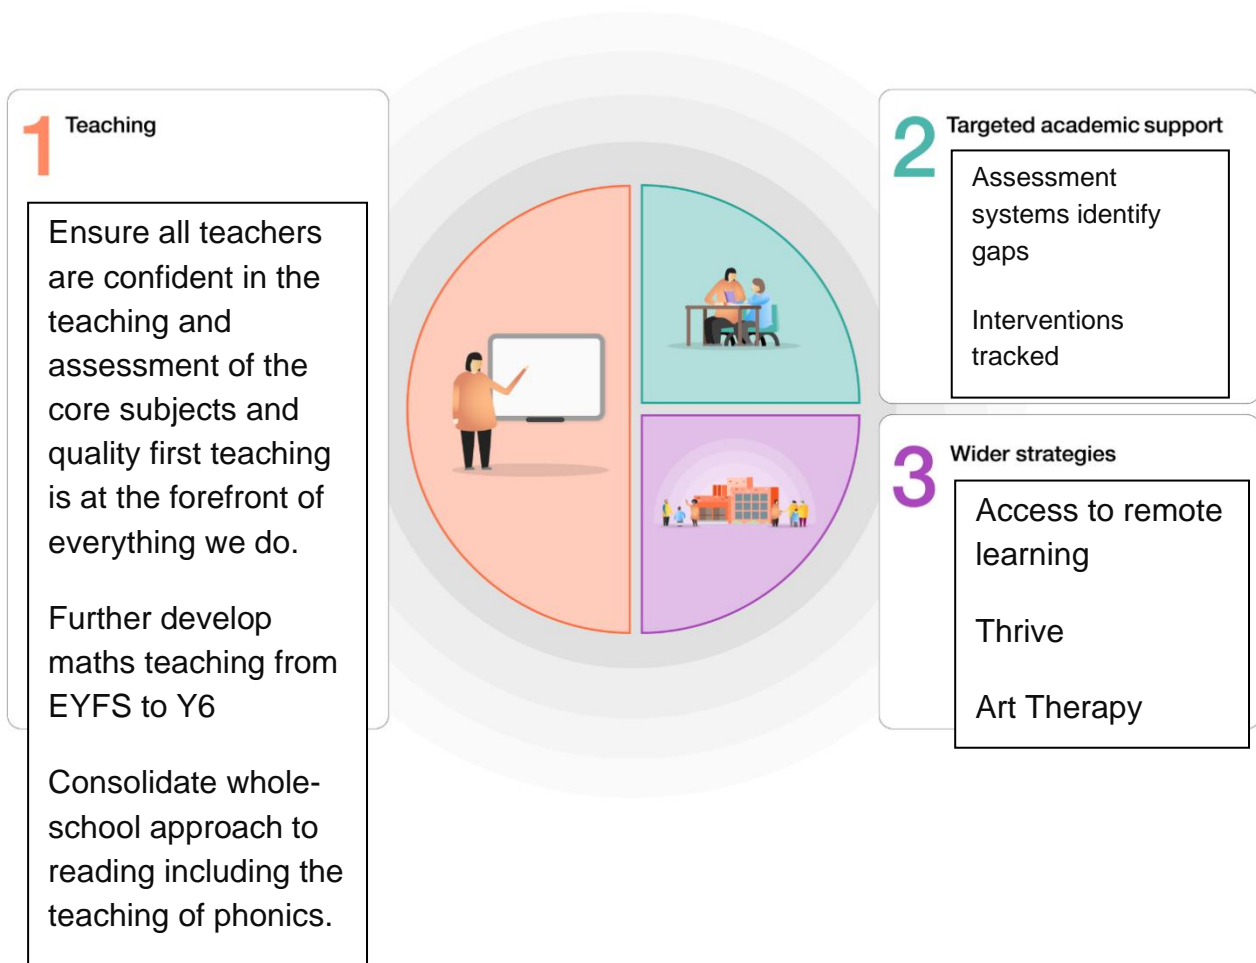 1 Teaching
Ensure all teachers
are confident in the
teaching and
assessment of the
core subjects and
quality first teaching
is at the forefront of
everything we do.
Further develop
maths teaching from
EYFS to Y6
Consolidate whole-
school approach to
reading including the
teaching of phonics.
2 Targeted academic support
Assessment
systems identify
gaps
Interventions
tracked
3 Wider strategies
Access to remote
learning
Thrive
Art Therapy